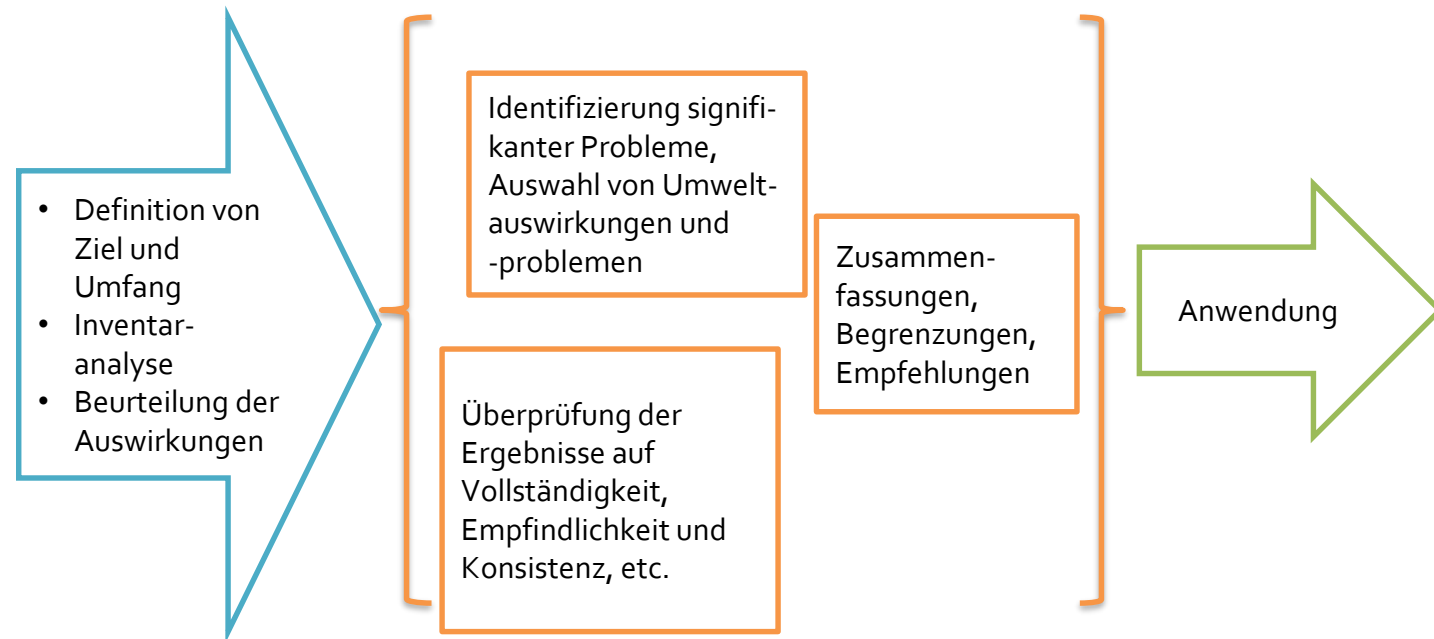 • Definition von
Ziel und
Umfang
• Inventar-
analyse
• Beurteilung der
Auswirkungen
Identifizierung signifi-
kanter Probleme,
Auswahl von Umwelt-
auswirkungen und
-problemen
Überprüfung der
Ergebnisse auf
Vollständigkeit,
Empfindlichkeit und
Konsistenz, etc.
Zusammen-
fassungen,
Begrenzungen,
Empfehlungen
Anwendung